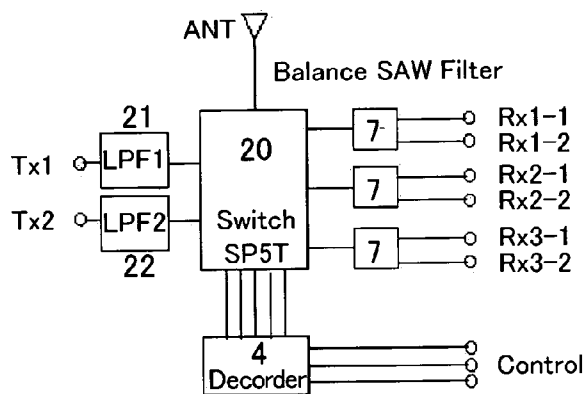 ANT
Balance SAW Filter
21
LPF1
Tx1
20
Switch
SP5T
7
Rx1-1
Rx1-2
7
Rx2-1
Rx2-2
Tx2
LPF2
22
7
Rx3-1
Rx3-2
4
Decorder
Control